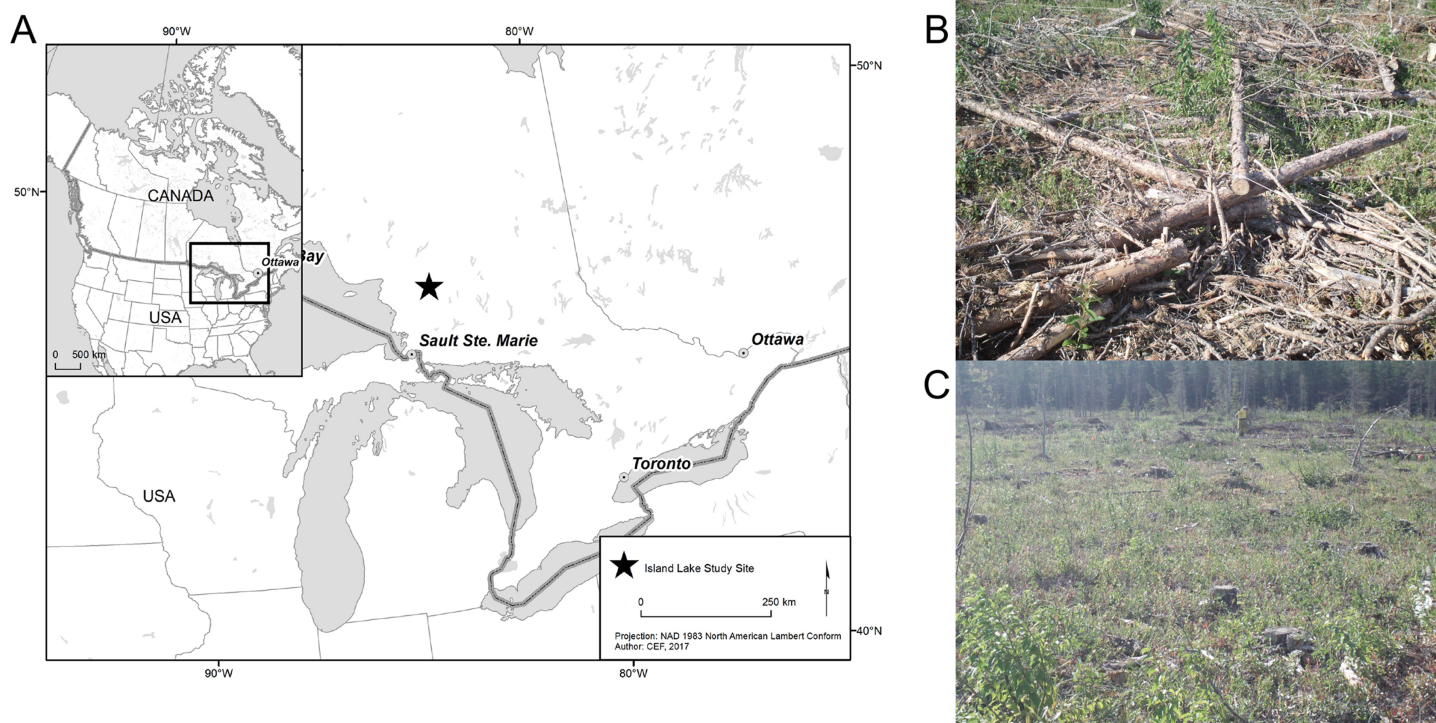 A
90°W
80°W
50°N
50°N
CANADA
Ottawa
USA
0 500 km
Bay
Sault Ste. Marie
Ottawa
Toronto
USA
Island Lake Study Site
0 250 km
N
Projection: NAD 1983 North American Lambert Conform
Author: CEF, 2017
40°N
90°W
80°W
B
C